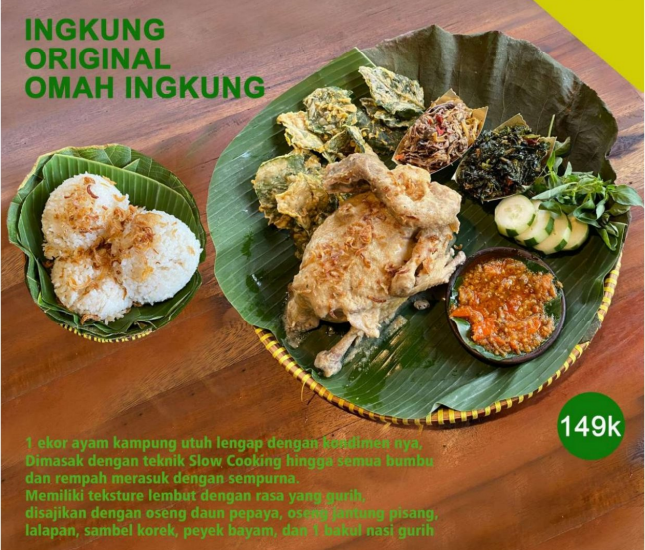 INGKUNG
ORIGINAL
OMAH INGKUNG
149k
1 ekor ayam kampung utuh lengap dengan kondimen nya,
Dimasak dengan teknik Slow Cooking hingga semua bumbu
dan rempah merasuk dengan sempurna.
Memiliki teksture lembut dengan rasa yang gurih,
disajikan dengan oseng daun pepaya, oseng jantung pisang,
lalapan, sambel korek, peyek bayam, dan 1 bakul nasi gurih